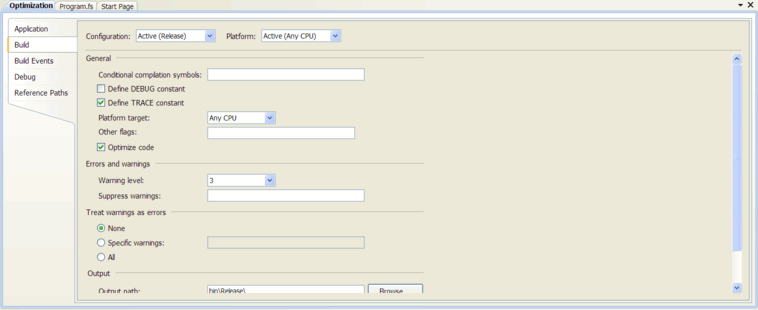 Optimization Program.fs Start Page
Application
Build
Build Events
Debug
Reference Paths
Configuration: Active (Release) Platform: Active (Any CPU)
General
Conditional compilation symbols:
Define DEBUG constant
Define TRACE constant
Platform target: Any CPU
Other flags:
Optimize code
Errors and warnings
Warning level: 3
Suppress warnings:
Treat warnings as errors
None
Specific warnings:
All
Output
Output path: bin\Release\ Browse...